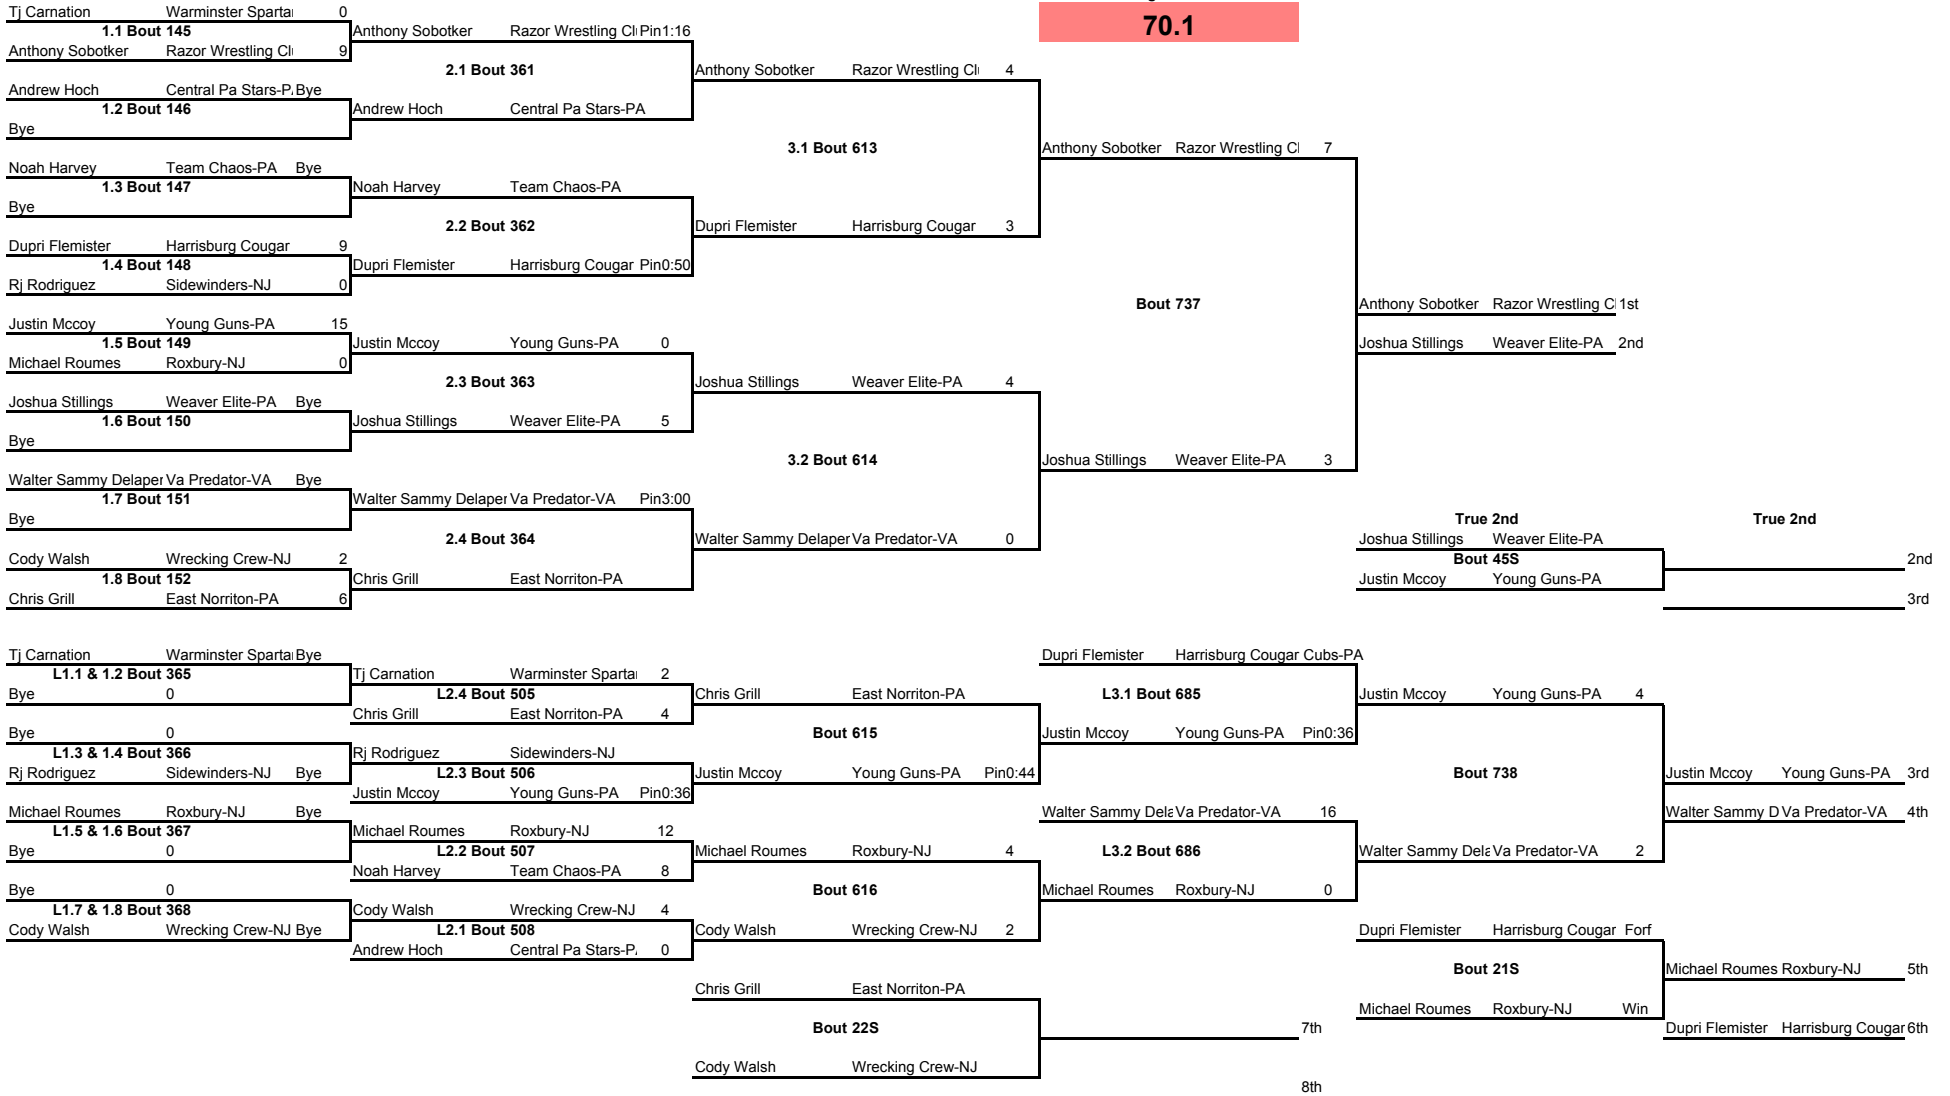 70.1
Tj Carnation Warminster Sparta 0
1.1 Bout 145
Anthony Sobotker Razor Wrestling Cl 9
Andrew Hoch Central Pa Stars-P. Bye
1.2 Bout 146
Bye
Noah Harvey Team Chaos-PA Bye
1.3 Bout 147
Bye
Dupri Flemister Harrisburg Cougar 9
1.4 Bout 148
Rj Rodriguez Sidewinders-NJ 0
Justin Mccoy Young Guns-PA 15
1.5 Bout 149
Michael Roumes Roxbury-NJ 0
Joshua Stillings Weaver Elite-PA Bye
1.6 Bout 150
Bye
Walter Sammy Delaper Va Predator-VA Bye
1.7 Bout 151
Bye
Cody Walsh Wrecking Crew-NJ 2
1.8 Bout 152
Chris Grill East Norriton-PA 6
Anthony Sobotker Razor Wrestling Cl Pin1:16
2.1 Bout 361
Andrew Hoch Central Pa Stars-PA
Noah Harvey Team Chaos-PA
2.2 Bout 362
Dupri Flemister Harrisburg Cougar Pin0:50
Justin Mccoy Young Guns-PA 0
2.3 Bout 363
Joshua Stillings Weaver Elite-PA 5
Walter Sammy Delaper Va Predator-VA Pin3:00
2.4 Bout 364
Chris Grill East Norriton-PA
Anthony Sobotker Razor Wrestling Cl 4
3.1 Bout 613
Dupri Flemister Harrisburg Cougar 3
Joshua Stillings Weaver Elite-PA 4
3.2 Bout 614
Walter Sammy Delaper Va Predator-VA 0
Anthony Sobotker Razor Wrestling Cl 7
Bout 737
Joshua Stillings Weaver Elite-PA 3
Anthony Sobotker Razor Wrestling C 1st
Joshua Stillings Weaver Elite-PA 2nd
True 2nd True 2nd
Joshua Stillings Weaver Elite-PA
Bout 45S
Justin Mccoy Young Guns-PA
2nd
3rd
Tj Carnation Warminster Sparta Bye
L1.1 & 1.2 Bout 365
Bye 0
Bye 0
L1.3 & 1.4 Bout 366
Rj Rodriguez Sidewinders-NJ Bye
Michael Roumes Roxbury-NJ Bye
L1.5 & 1.6 Bout 367
Bye 0
Bye 0
L1.7 & 1.8 Bout 368
Cody Walsh Wrecking Crew-NJ Bye
Tj Carnation Warminster Sparta 2
L2.4 Bout 505
Chris Grill East Norriton-PA 4
Rj Rodriguez Sidewinders-NJ
L2.3 Bout 506
Justin Mccoy Young Guns-PA Pin0:36
Michael Roumes Roxbury-NJ 12
L2.2 Bout 507
Noah Harvey Team Chaos-PA 8
Cody Walsh Wrecking Crew-NJ 4
L2.1 Bout 508
Andrew Hoch Central Pa Stars-P 0
Chris Grill East Norriton-PA
Bout 615
Justin Mccoy Young Guns-PA Pin0:44
Michael Roumes Roxbury-NJ 4
Bout 616
Cody Walsh Wrecking Crew-NJ 2
Chris Grill East Norriton-PA
Bout 22S
Cody Walsh Wrecking Crew-NJ
7th
8th
Dupri Flemister Harrisburg Cougar Cubs-PA
L3.1 Bout 685
Justin Mccoy Young Guns-PA Pin0:36
Walter Sammy Dela Va Predator-VA 16
L3.2 Bout 686
Michael Roumes Roxbury-NJ 0
Justin Mccoy Young Guns-PA 4
Bout 738
Walter Sammy Dela Va Predator-VA 2
Justin Mccoy Young Guns-PA 3rd
Walter Sammy D Va Predator-VA 4th
Dupri Flemister Harrisburg Cougar Forf
Bout 21S
Michael Roumes Roxbury-NJ Win
Michael Roumes Roxbury-NJ 5th
Dupri Flemister Harrisburg Cougar 6th